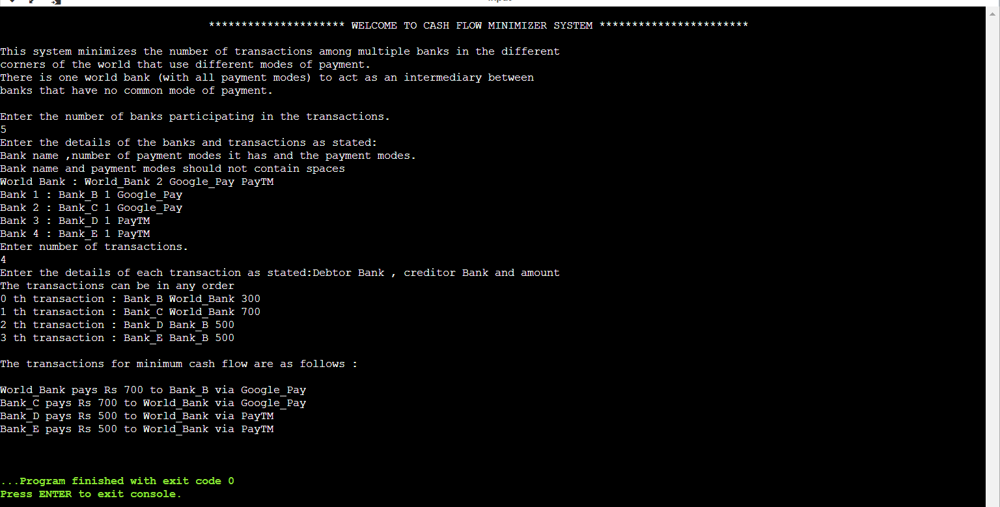 ********************* WELCOME TO CASH FLOW MINIMIZER SYSTEM ***********************
This system minimizes the number of transactions among multiple banks in the different
corners of the world that use different modes of payment.
There is one world bank (with all payment modes) to act as an intermediary between
banks that have no common mode of payment.
Enter the number of banks participating in the transactions.
5
Enter the details of the banks and transactions as stated:
Bank name ,number of payment modes it has and the payment modes.
Bank name and payment modes should not contain spaces
World Bank : World_Bank 2 Google_Pay PayTM
Bank 1 : Bank_B 1 Google_Pay
Bank 2 : Bank_C 1 Google_Pay
Bank 3 : Bank_D 1 PayTM
Bank 4 : Bank_E 1 PayTM
Enter number of transactions.
4
Enter the details of each transaction as stated:Debtor Bank , creditor Bank and amount
The transactions can be in any order
0 th transaction : Bank_B World_Bank 300
1 th transaction : Bank_C World_Bank 700
2 th transaction : Bank_D Bank_B 500
3 th transaction : Bank_E Bank_B 500
The transactions for minimum cash flow are as follows :
World_Bank pays Rs 700 to Bank_B via Google_Pay
Bank_C pays Rs 700 to World_Bank via Google_Pay
Bank_D pays Rs 500 to World_Bank via PayTM
Bank_E pays Rs 500 to World_Bank via PayTM
...Program finished with exit code 0
Press ENTER to exit console.